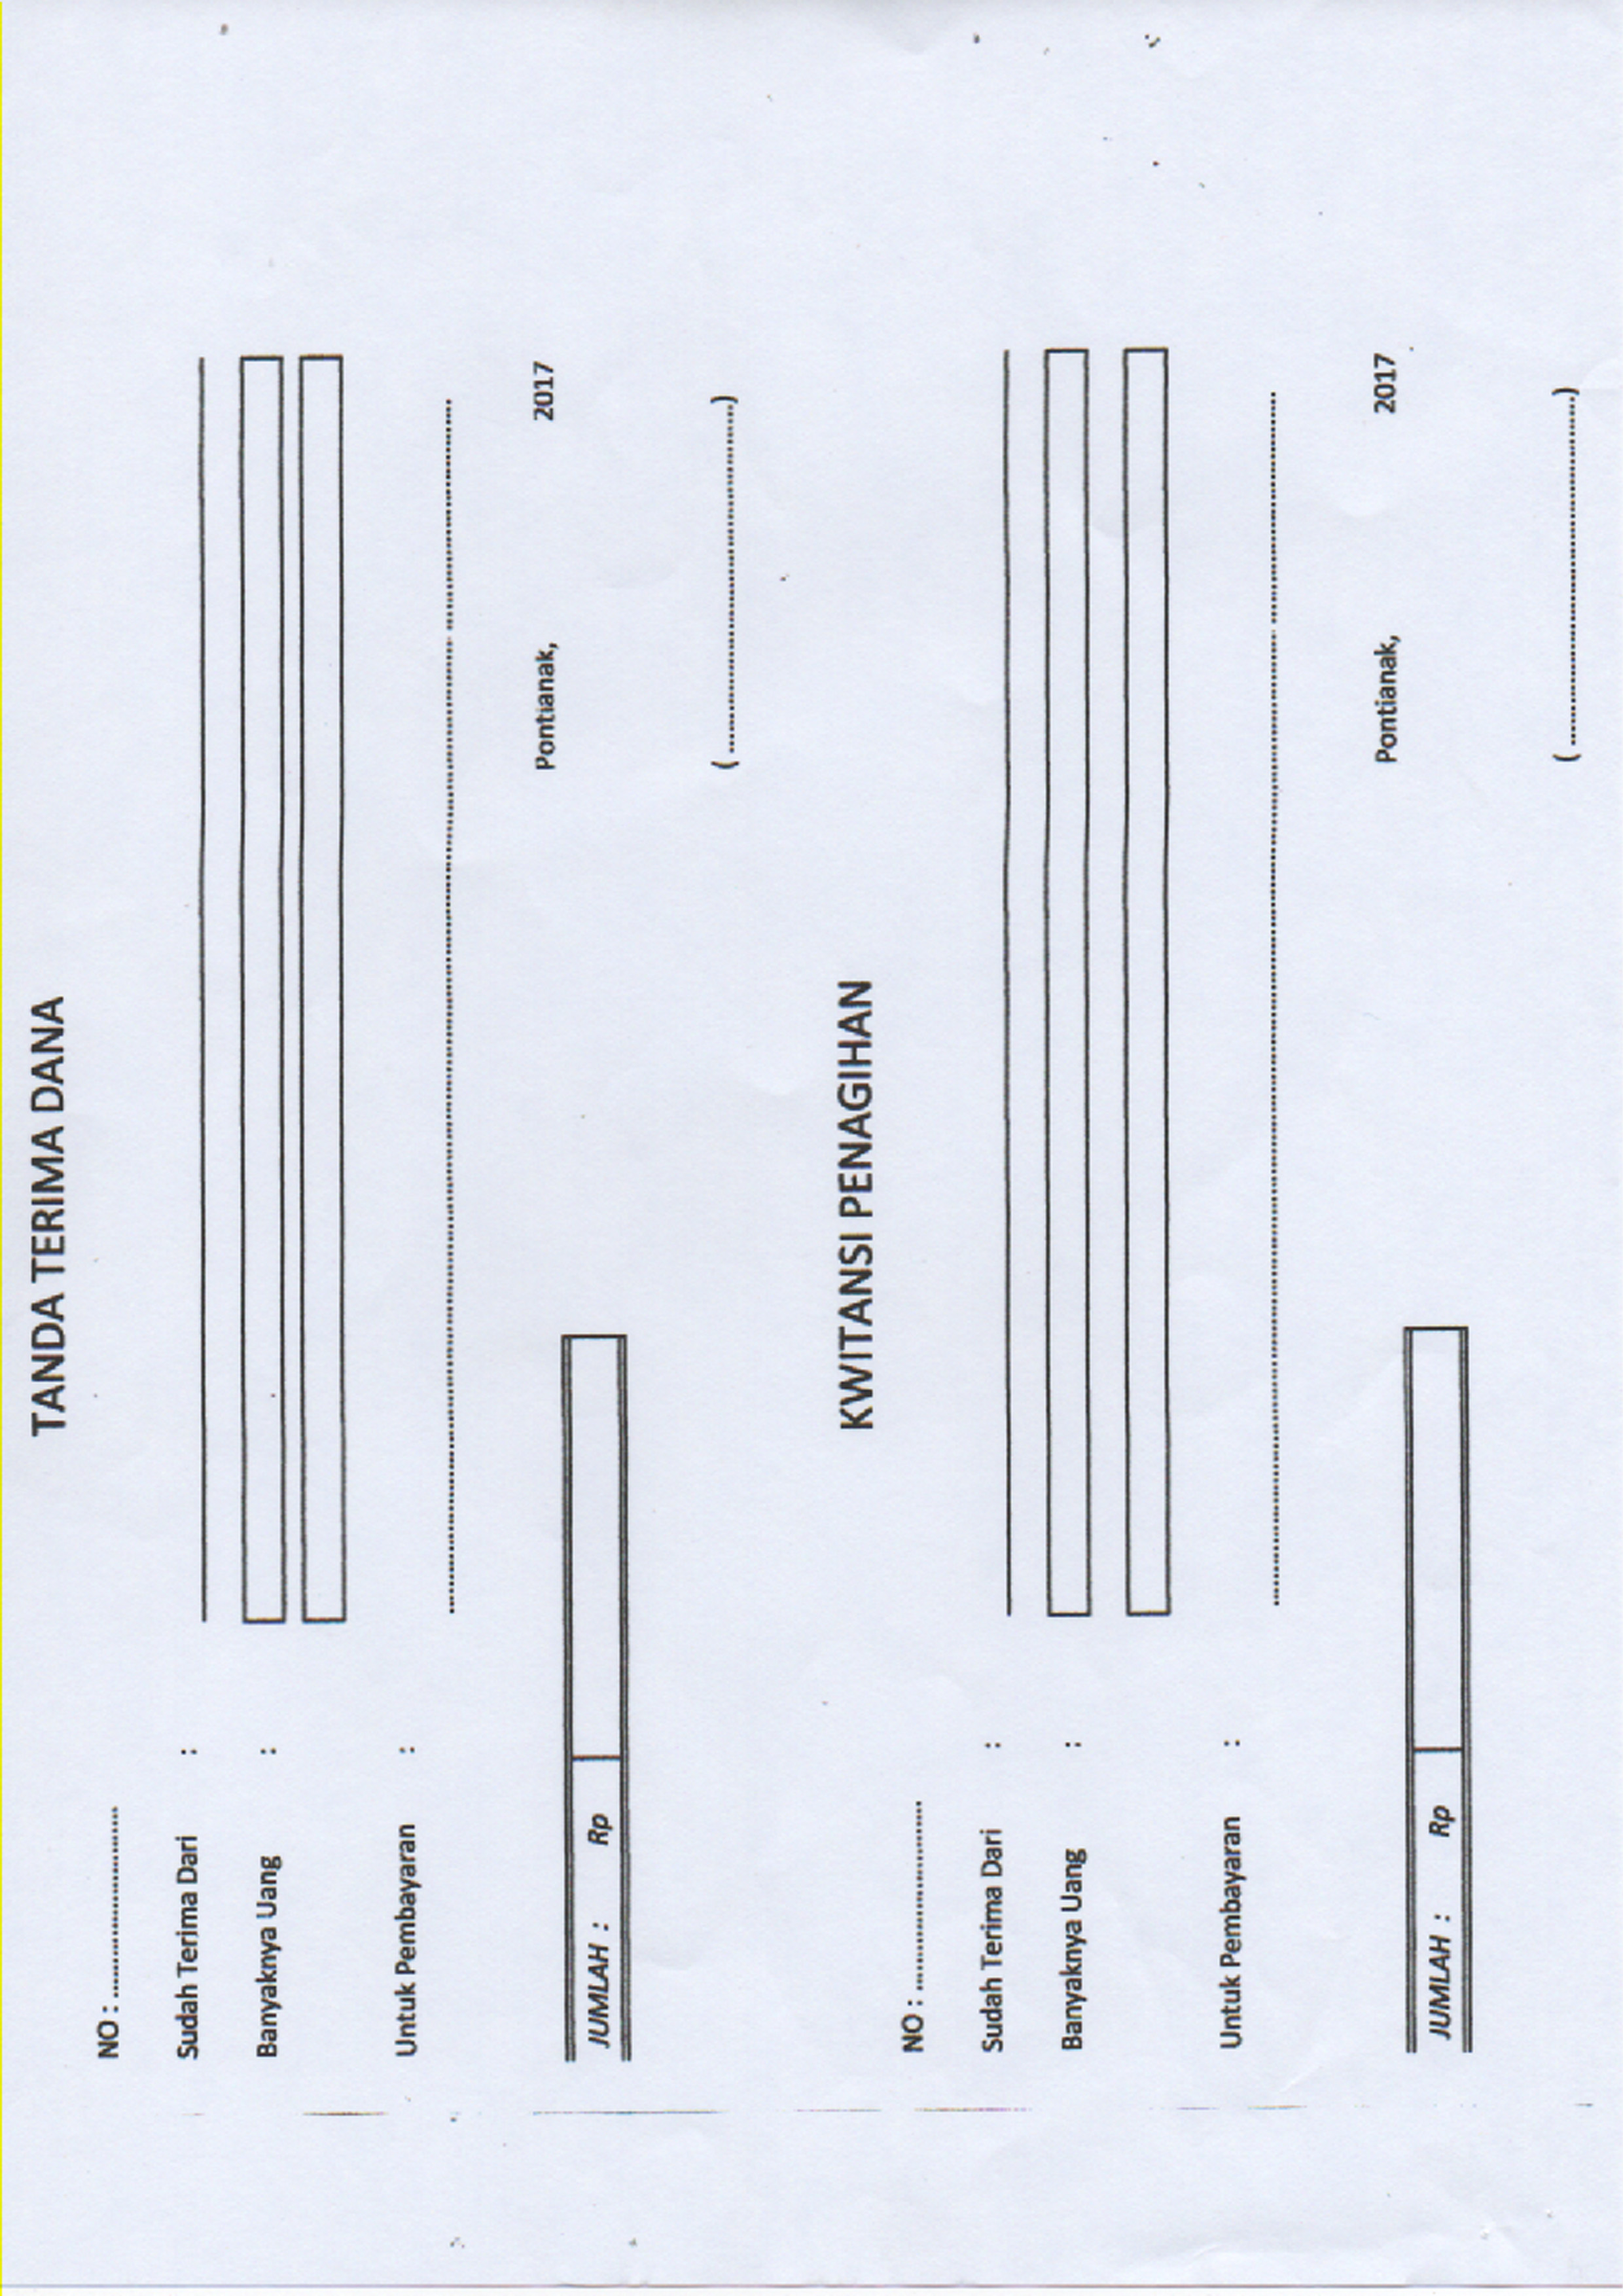 TANDA TERIMA DANA
NO : ...............................
Sudah Terima Dari :
Banyaknya Uang :
Untuk Pembayaran :
Pontianak, 2017
JUMLAH : Rp
( ............................................................)
KWITANSI PENAGIHAN
NO : ...............................
Sudah Terima Dari :
Banyaknya Uang :
Untuk Pembayaran :
Pontianak, 2017
JUMLAH : Rp
( ............................................................)